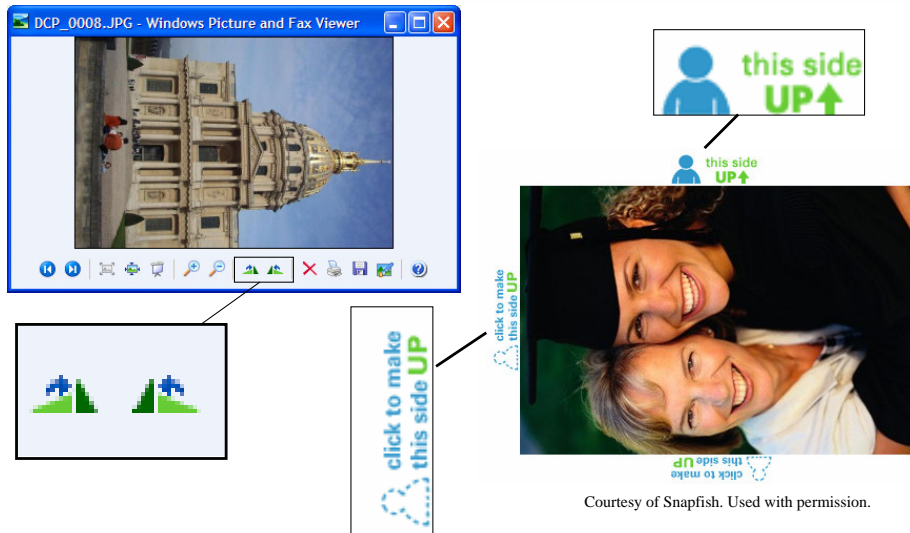 DCP_0008.JPG - Windows Picture and Fax Viewer
this side
UP
this side
UP
click to make
this side UP
click to make
this side UP
click to make
this side UP
Courtesy of Snapfish. Used with permission.